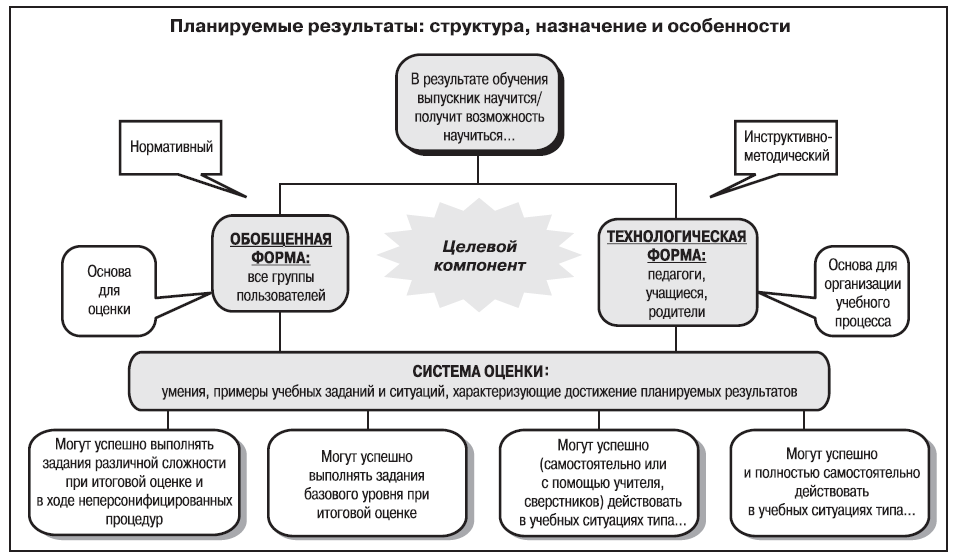 Планируемые результаты: структура, назначение и особенности
В результате обучения
выпускник научится/
получит возможность
научиться...
Нормативный
Инструктивно-
методический
ОБОБЩЕННАЯ
ФОРМА:
все группы
пользователей
Целевой
компонент
ТЕХНОЛОГИЧЕСКАЯ
ФОРМА:
педагоги,
учащиеся,
родители
Основа
для
оценки
Основа для
организации
учебного
процесса
СИСТЕМА ОЦЕНКИ:
умения, примеры учебных заданий и ситуаций, характеризующие достижение планируемых результатов
Могут успешно выполнять
задания различной сложности
при итоговой оценке и
в ходе неперсонифицированных
процедур
Могут успешно
выполнять задания
базового уровня при
итоговой оценке
Могут успешно
(самостоятельно или
с помощью учителя,
сверстников) действовать
в учебных ситуациях типа...
Могут успешно
и полностью самостоятельно
действовать
в учебных ситуациях типа...